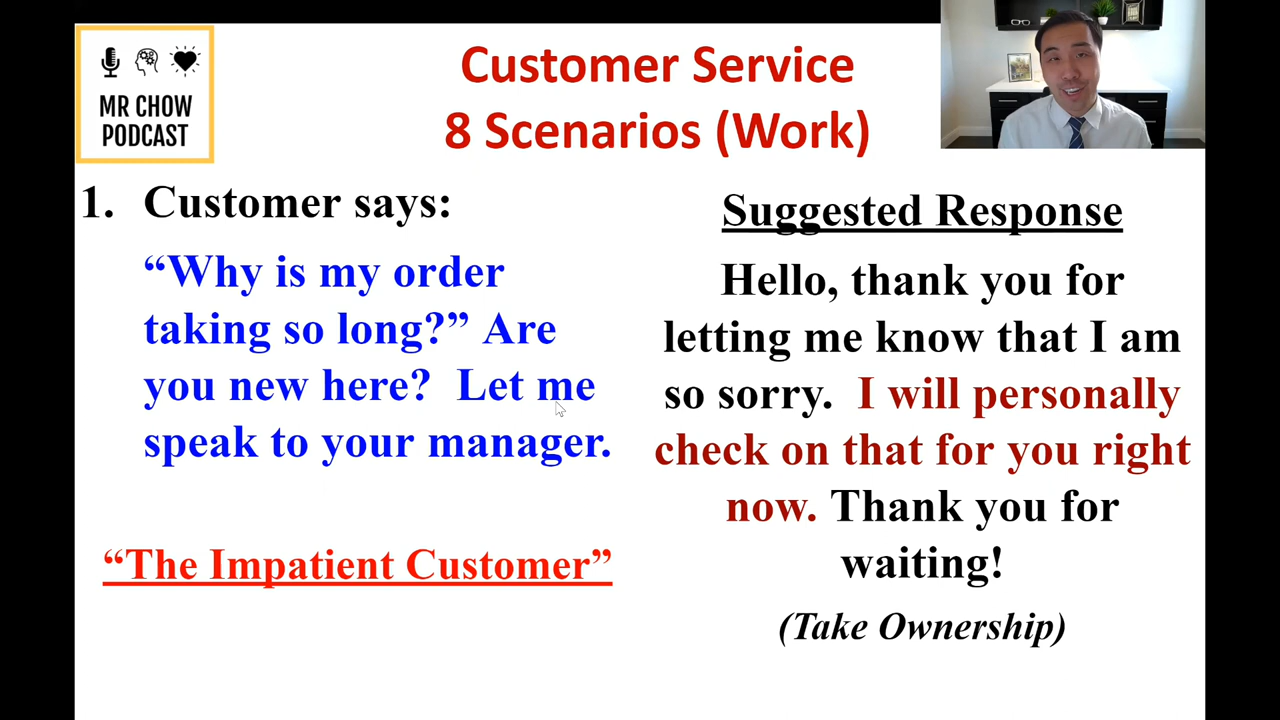 MR CHOW
PODCAST
Customer Service
8 Scenarios (Work)
1. Customer says:
“Why is my order
taking so long?” Are
you new here?  Let me
speak to your manager.
“The Impatient Customer”
Suggested Response
Hello, thank you for
letting me know that I am
so sorry.  I will personally
check on that for you right
now. Thank you for
waiting!
(Take Ownership)